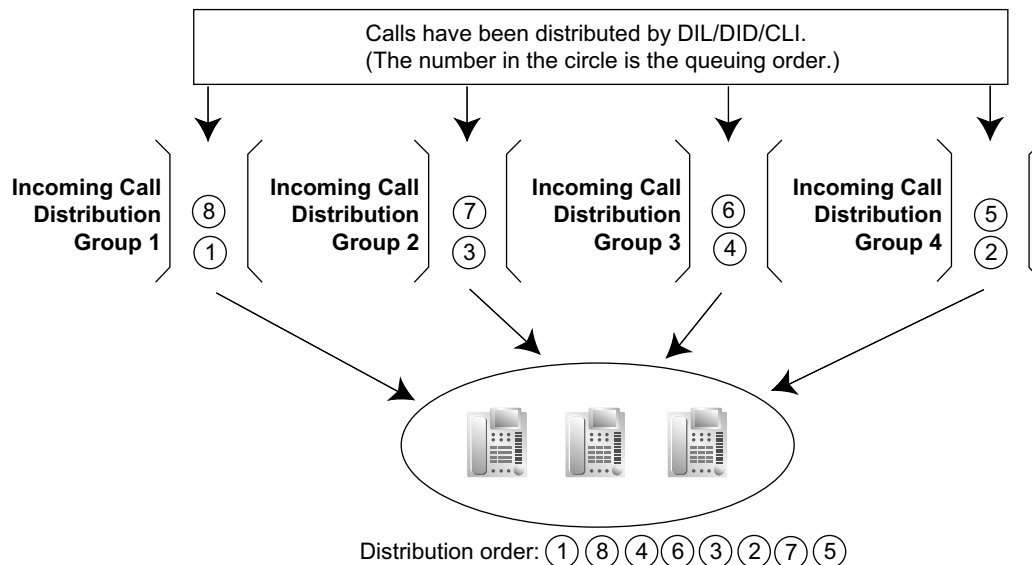 Calls have been distributed by DIL/DID/CLI.
(The number in the circle is the queuing order.)
Incoming Call
Distribution
Group 1
8
1
Incoming Call
Distribution
Group 2
7
3
Incoming Call
Distribution
Group 3
6
4
Incoming Call
Distribution
Group 4
5
2
Distribution order: 1 8 4 6 3 2 7 5